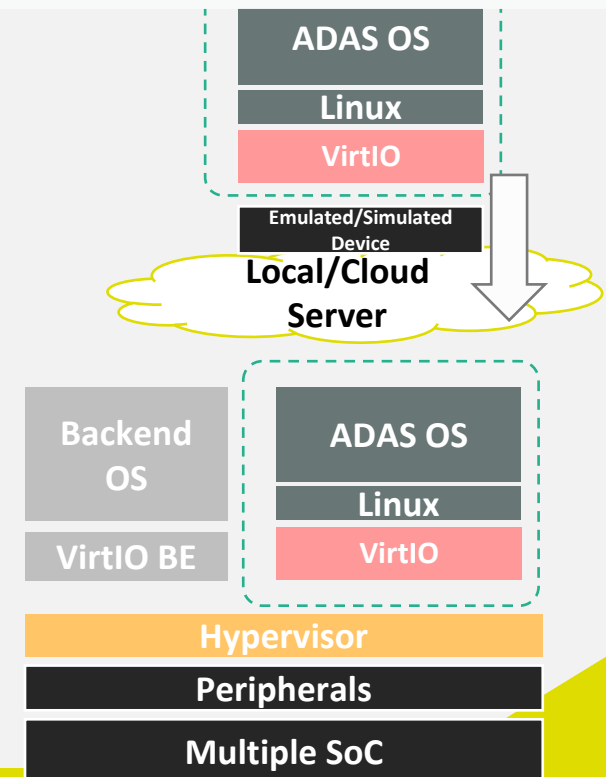 ADAS OS
Linux
VirtIO
Emulated/Simulated
Device
Local/Cloud
Server
Backend
OS
VirtIO BE
ADAS OS
Linux
VirtIO
Hypervisor
Peripherals
Multiple SoC